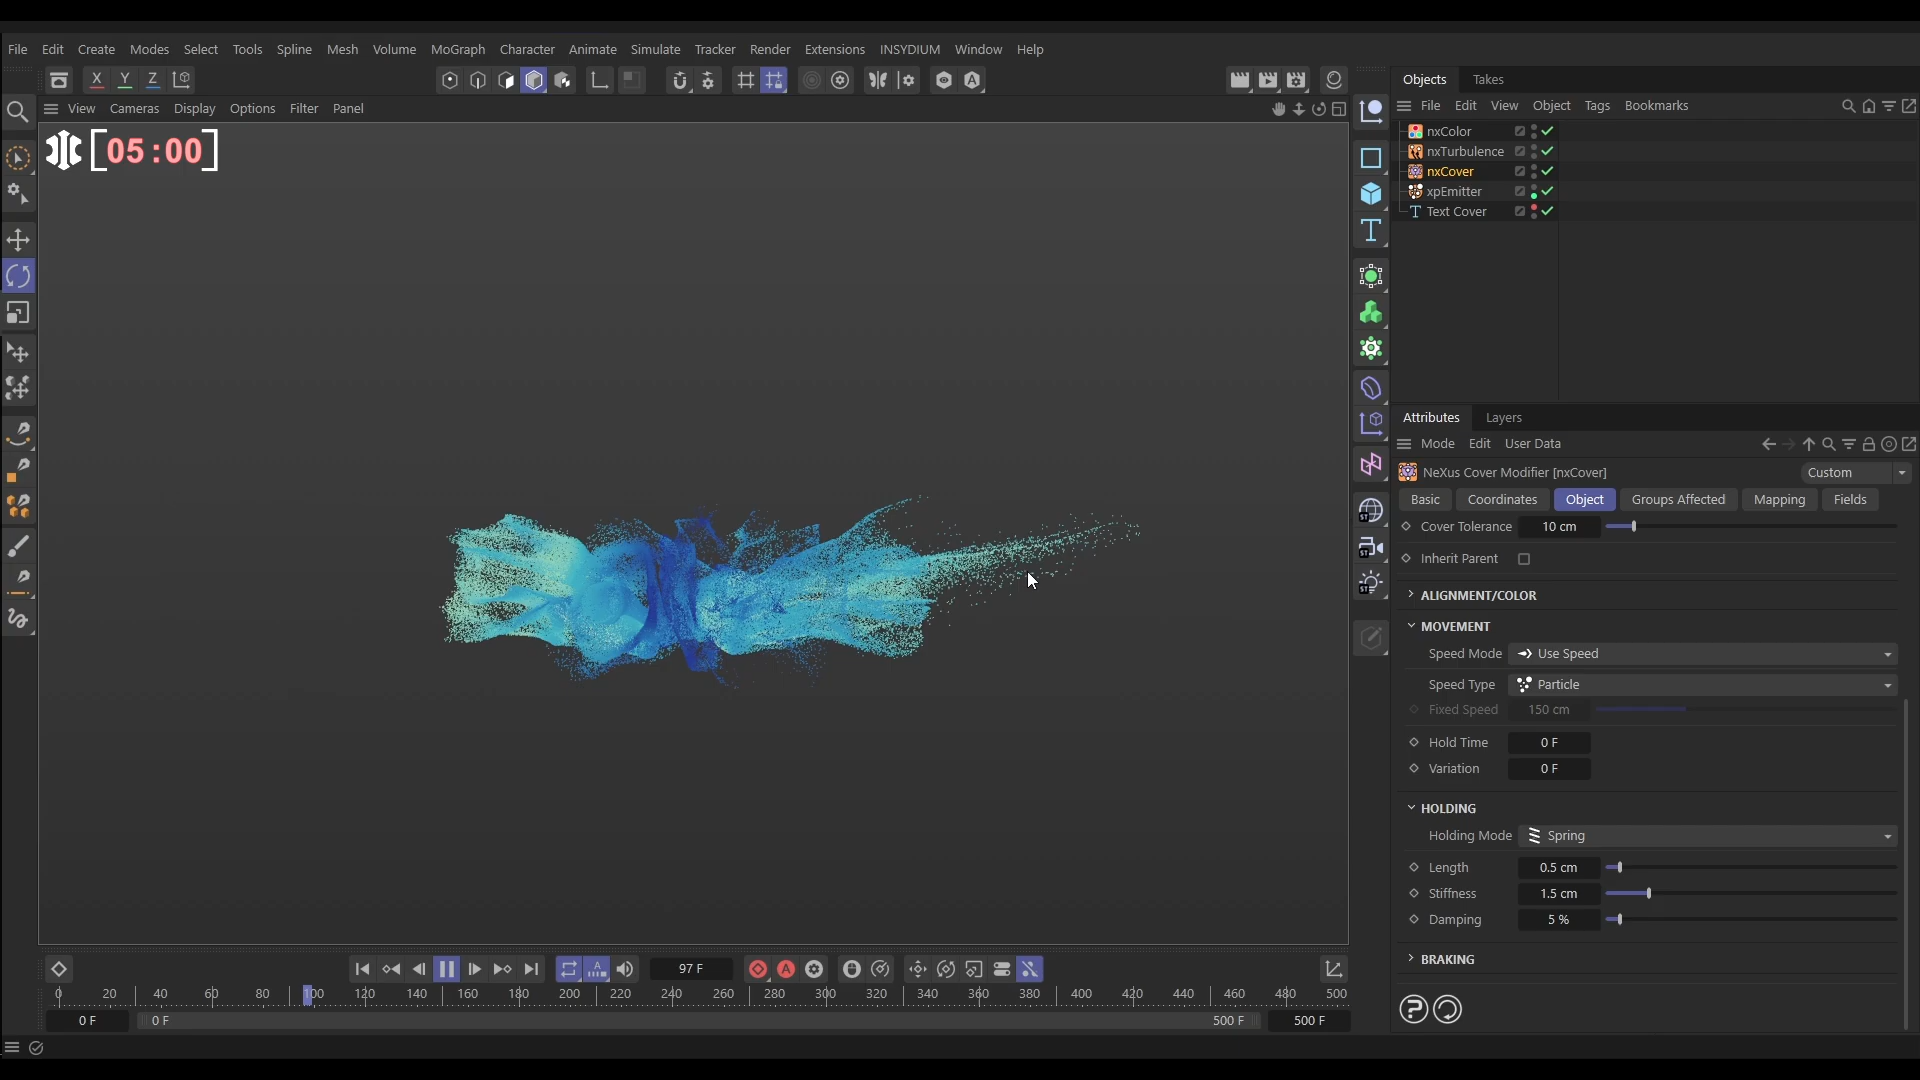 File Edit Create Modes Select Tools Spline Mesh Volume MoGraph Character Animate Simulate Tracker Render Extensions INSYDIUM Window Help
X Y Z
View Cameras Display Options Filter Panel
[05:00]
Objects Takes
File Edit View Object Tags Bookmarks
nxColor
nxTurbulence
nxCover
xpEmitter
Text Cover
Attributes Layers
Mode Edit User Data
NeXus Cover Modifier [nxCover] Custom
Basic Coordinates Object Groups Affected Mapping Fields
Cover Tolerance 10 cm
Inherit Parent
ALIGNMENT/COLOR
MOVEMENT
Speed Mode Use Speed
Speed Type Particle
Fixed Speed 150 cm
Hold Time 0 F
Variation 0 F
HOLDING
Holding Mode Spring
Length 0.5 cm
Stiffness 1.5 cm
Damping 5 %
BRAKING
97 F
0 20 40 60 80 100 120 140 160 180 200 220 240 260 280 300 320 340 360 380 400 420 440 460 480 500
0 F 0 F 500 F 500 F